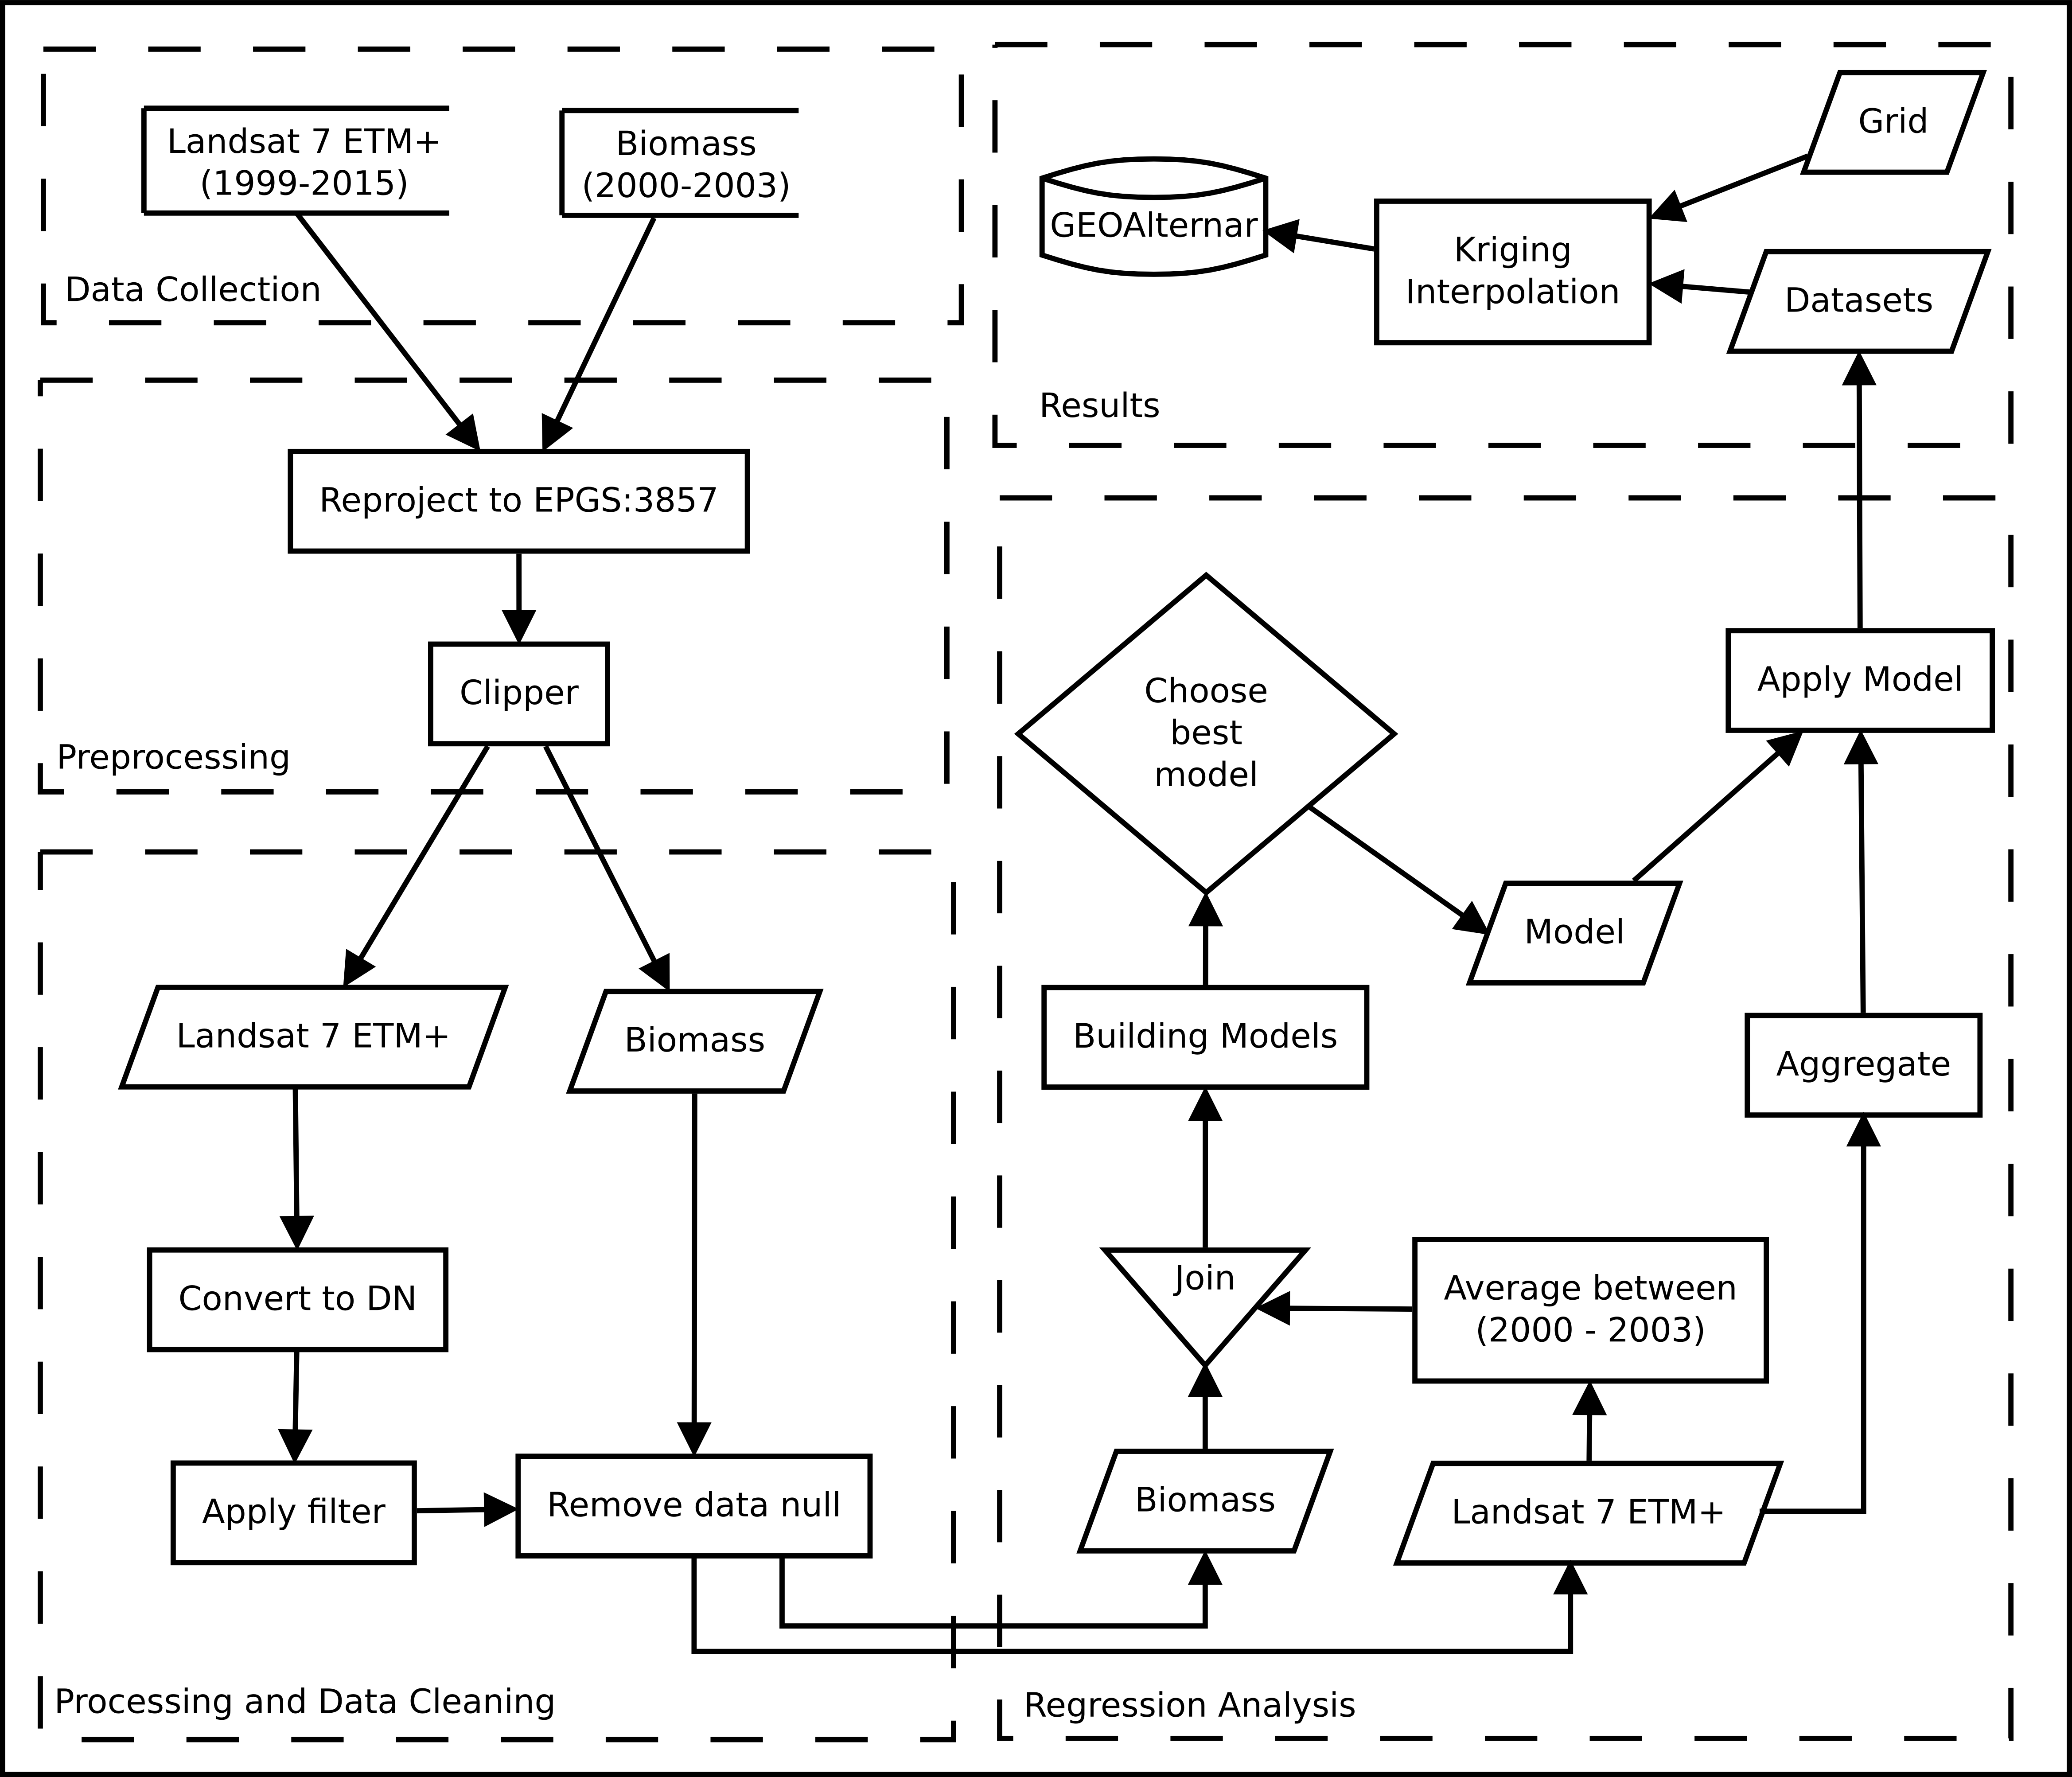 Landsat 7 ETM+
(1999-2015)
Biomass
(2000-2003)
Data Collection
Reproject to EPGS:3857
Clipper
Preprocessing
Landsat 7 ETM+
Biomass
Convert to DN
Apply filter
Remove data null
Processing and Data Cleaning
Grid
GEOAlternar
Kriging
Interpolation
Datasets
Results
Choose
best
model
Apply Model
Model
Building Models
Aggregate
Join
Average between
(2000 - 2003)
Biomass
Landsat 7 ETM+
Regression Analysis